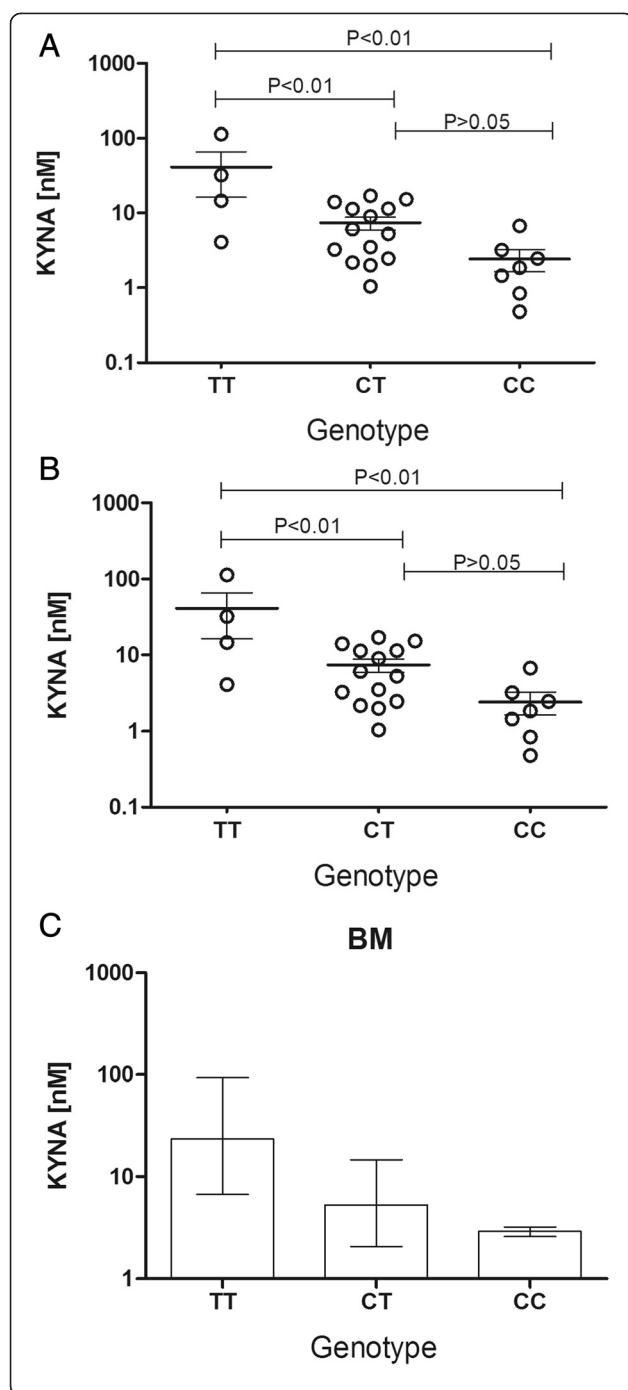 A
P<0.01
P<0.01
P>0.05
1000
100
10
1
0.1
KYNA [nM]
TT CT CC
Genotype
B
P<0.01
P<0.01
P>0.05
1000
100
10
1
0.1
KYNA [nM]
TT CT CC
Genotype
C
BM
1000
100
10
1
KYNA [nM]
TT CT CC
Genotype